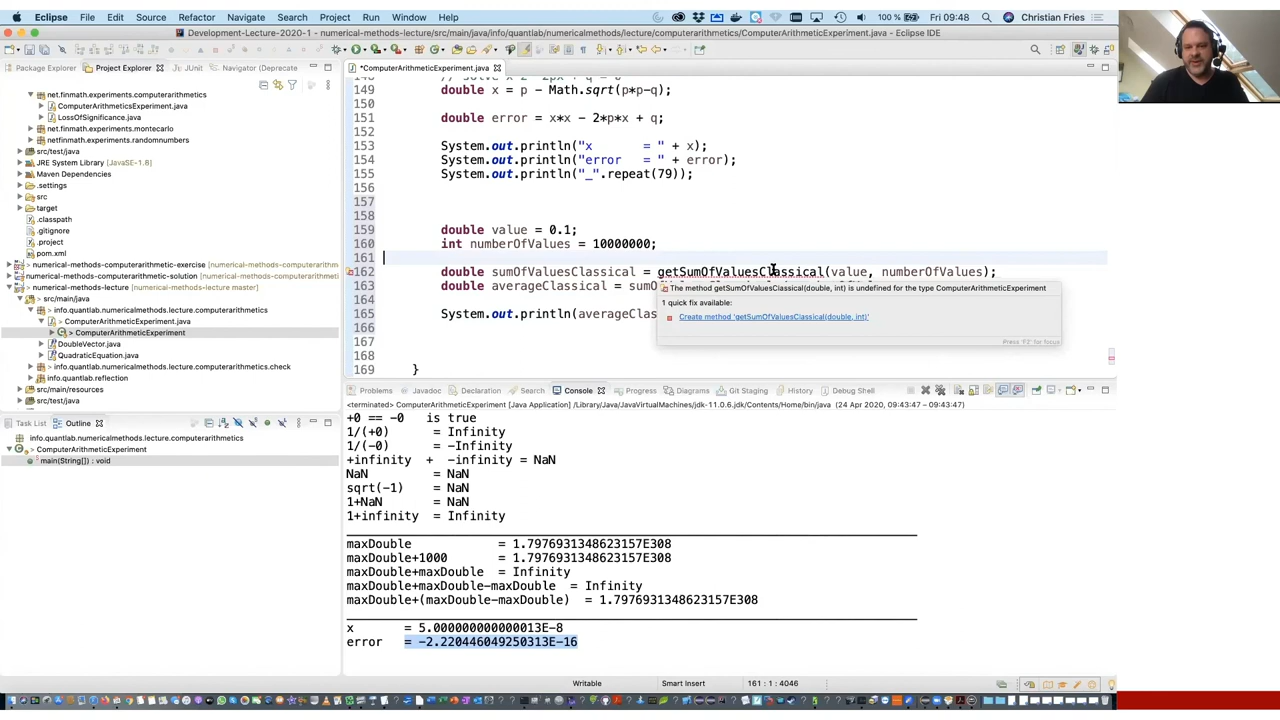 Eclipse File Edit Source Refactor Navigate Search Project Run Window Help 100 % Fri 09:48 Christian Fries
Development-Lecture-2020-1 - numerical-methods-lecture/src/main/java/info/quantlab/numericalmethods/lecture/computerarithmetics/ComputerArithmeticExperiment.java - Eclipse IDE
Package Explorer Project Explorer JUnit Navigator (Deprecate
net.finmath.experiments.computerarithmetics
ComputerArithmeticsExperiment.java
LossOfSignificance.java
net.finmath.experiments.montecarlo
netfinmath.experiments.randomnumbers
src/test/java
JRE System Library [JavaSE-1.8]
Maven Dependencies
.settings
src
target
.classpath
.gitignore
.project
pom.xml
numerical-methods-computer-arithmetics-exercise
numerical-methods-computer-arithmetics-solution
> numerical-methods-lecture [numerical-methods-lecture master]
> src/main/java
info.quantlab.numericalmethods.lecture.computerarithmetics
> ComputerArithmeticExperiment.java
> ComputerArithmeticExperiment
DoubleVector.java
QuadraticEquation.java
info.quantlab.numericalmethods.lecture.computerarithmetics.check
info.quantlab.reflection
src/main/resources
src/test/java
Task List Outline
info.quantlab.numericalmethods.lecture.computerarithmetics
> ComputerArithmeticExperiment
main(String[]) : void
*ComputerArithmeticExperiment.java
149 double x = p - Math.sqrt(p*p-q);
150
151 double error = x*x - 2*p*x + q;
152
153 System.out.println("x = " + x);
154 System.out.println("error = " + error);
155 System.out.println("_".repeat(79));
156
157
158
159 double value = 0.1;
160 int numberOfValues = 10000000;
161
162 double sumOfValuesClassical = getSumOfValuesClassical(value, numberOfValues);
163 double averageClassical = sumO
The method getSumOfValuesClassical(double, int) is undefined for the type ComputerArithmeticExperiment
1 quick fix available:
Create method 'getSumOfValuesClassical(double, int)'
Press 'F2' for focus
164
165 System.out.println(averageClas
166
167
168
169 }
Problems Javadoc Declaration Search Console Progress Diagrams Git Staging History Debug Shell
<terminated> ComputerArithmeticExperiment [Java Application] /Library/Java/JavaVirtualMachines/jdk-11.0.6.jdk/Contents/Home/bin/java (24 Apr 2020, 09:43:47 – 09:43:47)
+0 == -0 is true
1/(+0) = Infinity
1/(-0) = -Infinity
+infinity + -infinity = NaN
NaN = NaN
sqrt(-1) = NaN
1+NaN = NaN
1+infinity = Infinity
maxDouble = 1.7976931348623157E308
maxDouble+1000 = 1.7976931348623157E308
maxDouble+maxDouble = Infinity
maxDouble+maxDouble-maxDouble = Infinity
maxDouble+(maxDouble-maxDouble) = 1.7976931348623157E308
x = 5.000000000000013E-8
error = -2.220446049250313E-16
Writable Smart Insert 161 : 1 : 4046